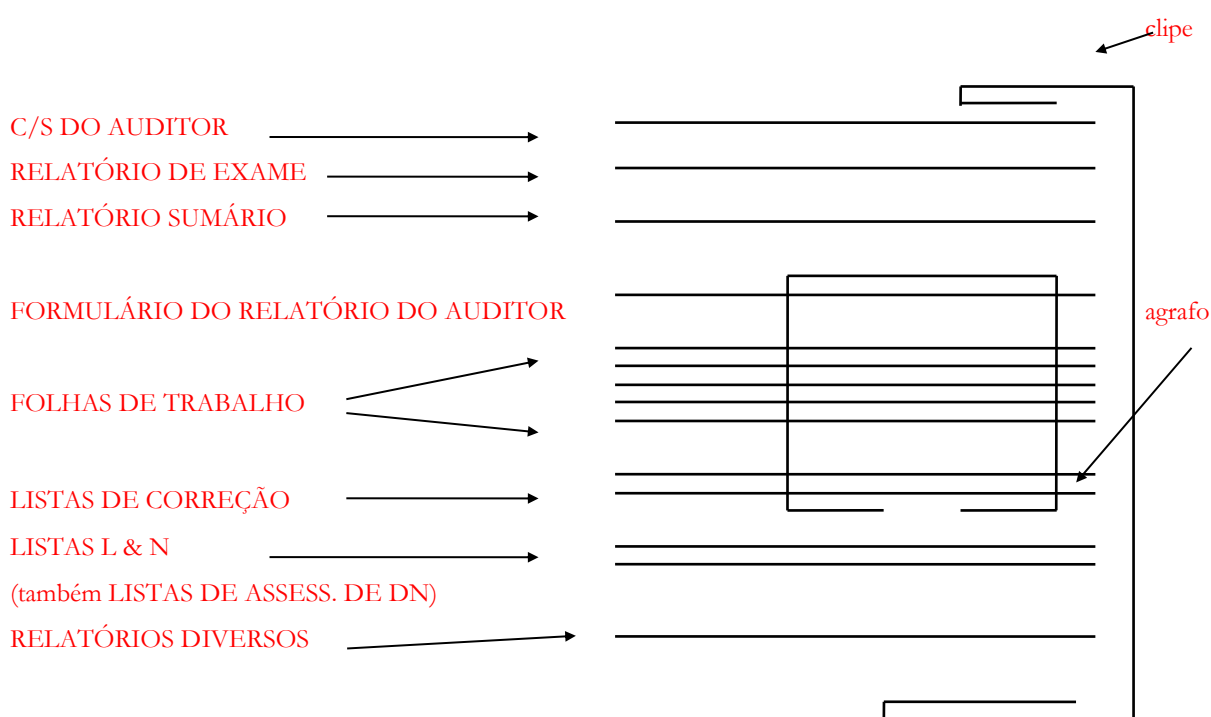 clipe
C/S DO AUDITOR
RELATÓRIO DE EXAME
RELATÓRIO SUMÁRIO
FORMULÁRIO DO RELATÓRIO DO AUDITOR
agrafo
FOLHAS DE TRABALHO
LISTAS DE CORREÇÃO
LISTAS L & N
(também LISTAS DE ASSESS. DE DN)
RELATÓRIOS DIVERSOS